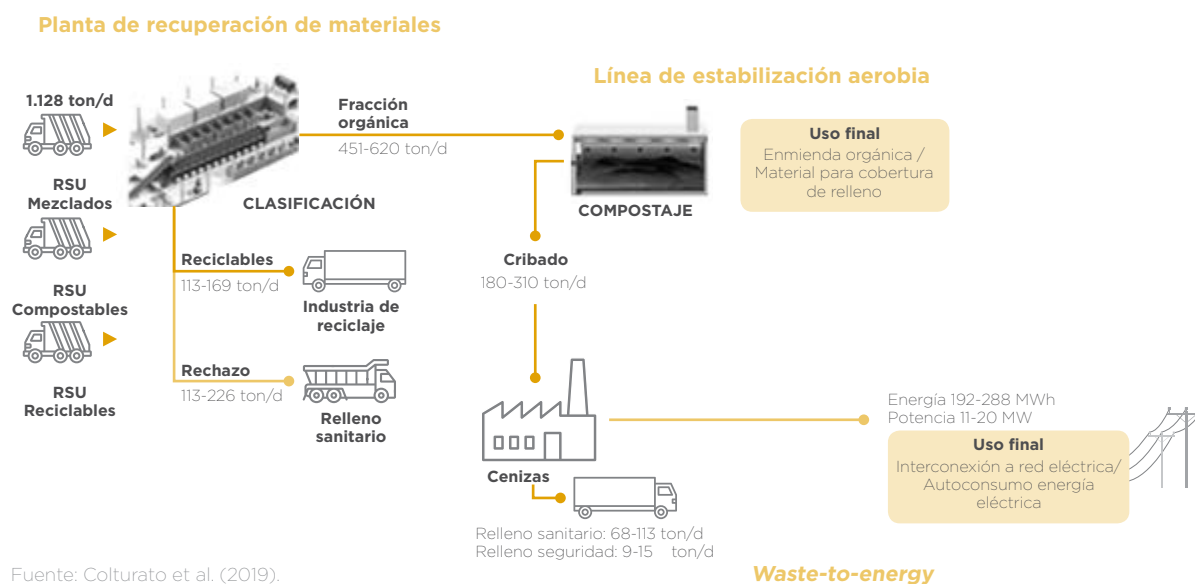 Planta de recuperación de materiales
Línea de estabilización aerobia
1.128 ton/d
Fracción
orgánica
451-620 ton/d
Uso final
Enmienda orgánica /
Material para cobertura
de relleno
RSU
Mezclados
CLASIFICACIÓN
COMPOSTAJE
Reciclables
113-169 ton/d
Cribado
180-310 ton/d
RSU
Compostables
Industria de
reciclaje
Rechazo
113-226 ton/d
RSU
Reciclables
Relleno
sanitario
Energía 192-288 MWh
Potencia 11-20 MW
Uso final
Interconexión a red eléctrica/
Autoconsumo energía
eléctrica
Cenizas
Relleno sanitario: 68-113 ton/d
Relleno seguridad: 9-15 ton/d
Fuente: Colturato et al. (2019).
Waste-to-energy